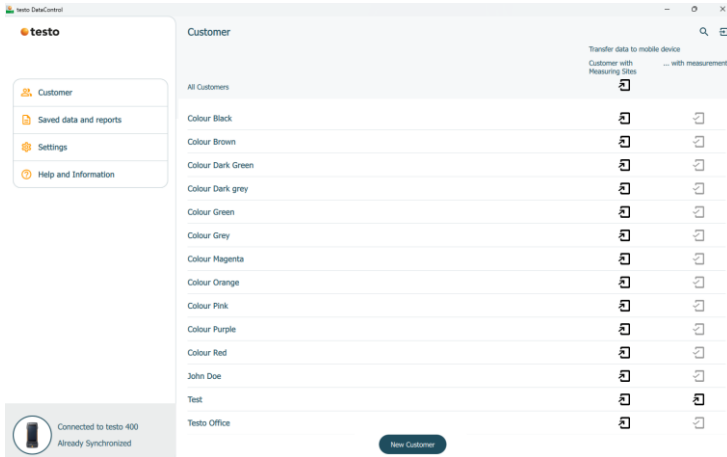 testo DataControl
testo
Customer
Saved data and reports
Settings
Help and Information
Connected to testo 400
Already Synchronized
Customer
Transfer data to mobile device
Customer with
Measuring Sites
... with measurement
All Customers
Colour Black
Colour Brown
Colour Dark Green
Colour Dark grey
Colour Green
Colour Grey
Colour Magenta
Colour Orange
Colour Pink
Colour Purple
Colour Red
John Doe
Test
Testo Office
New Customer